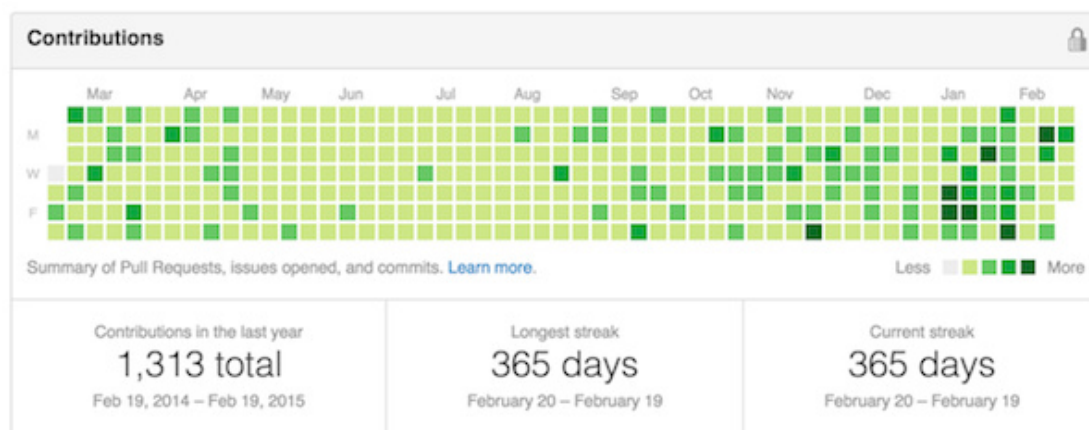 Contributions
Mar Apr May Jun Jul Aug Sep Oct Nov Dec Jan Feb
M
W
F
Summary of Pull Requests, issues opened, and commits. Learn more.
Less More
Contributions in the last year
1,313 total
Feb 19, 2014 – Feb 19, 2015
Longest streak
365 days
February 20 – February 19
Current streak
365 days
February 20 – February 19